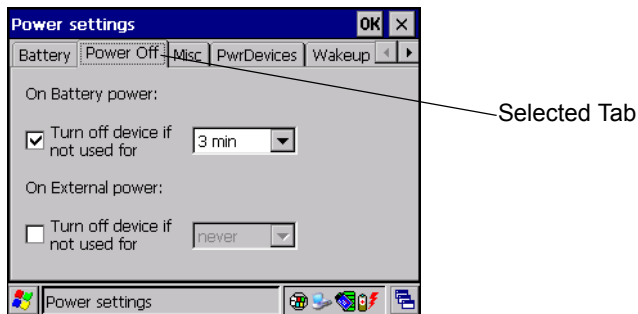 Power settings OK ×
Battery Power Off Misc PwrDevices Wakeup
On Battery power:
Selected Tab
Turn off device if
not used for
3 min
On External power:
Turn off device if
not used for
never
Power settings